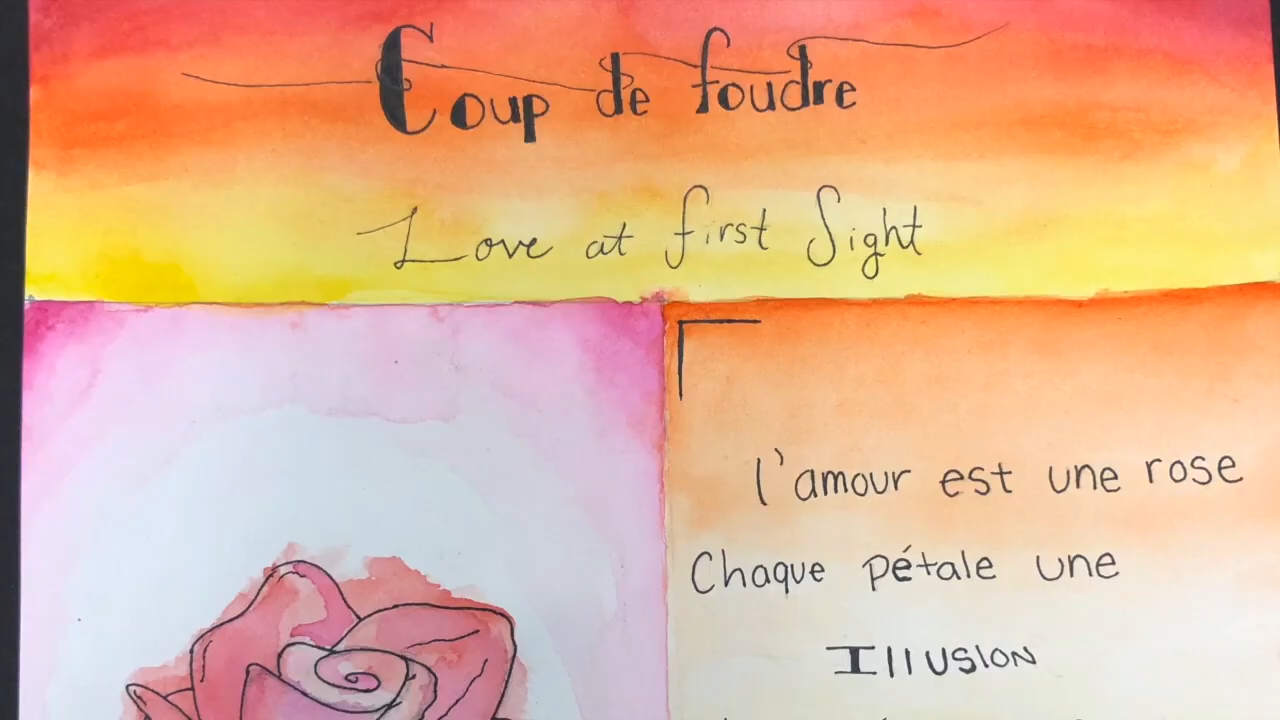 Coup de foudre
Love at first Sight
l'amour est une rose
Chaque pétale une
Illusion